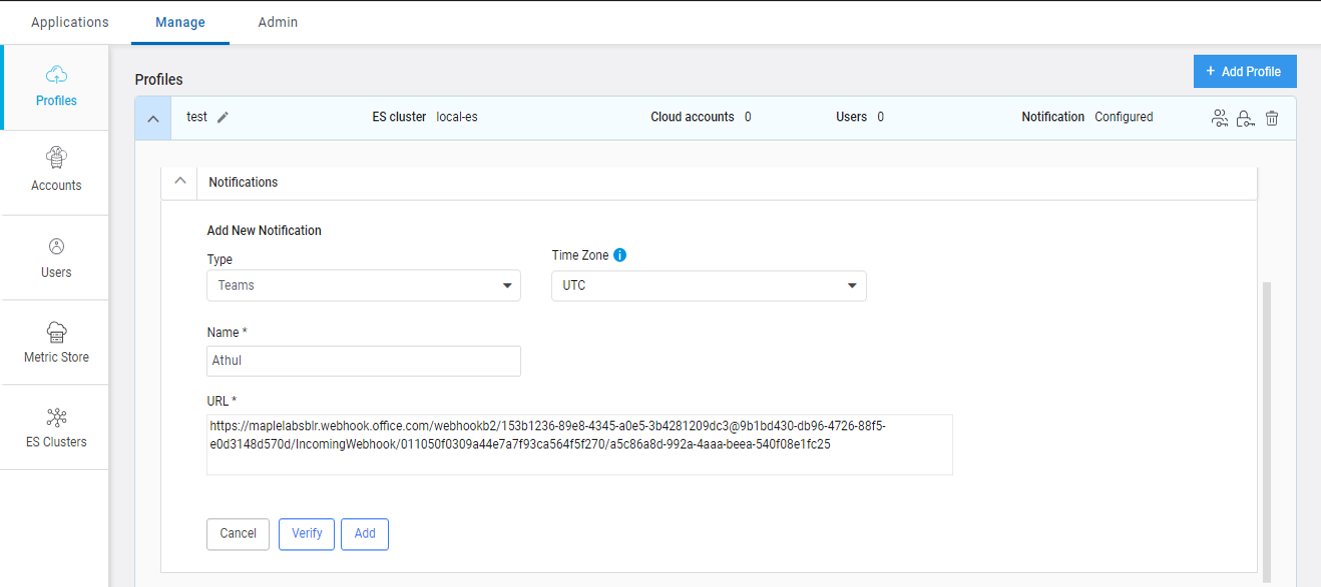 Applications Manage Admin
Profiles
+ Add Profile
Profiles
test ES cluster local-es Cloud accounts 0 Users 0 Notification Configured
Accounts
Notifications
Add New Notification
Type Time Zone i
Users
Teams UTC
Name *
Metric Store
Athul
URL *
https://maplelabsblr.webhook.office.com/webhookb2/153b1236-89e8-4345-a0e5-3b4281209dc3@9b1bd430-db96-4726-88f5-
e0d3148d570d/IncomingWebhook/011050f0309a44e7a7f93ca564f5f270/a5c86a8d-992a-4aaa-beea-540f08e1fc25
ES Clusters
Cancel Verify Add